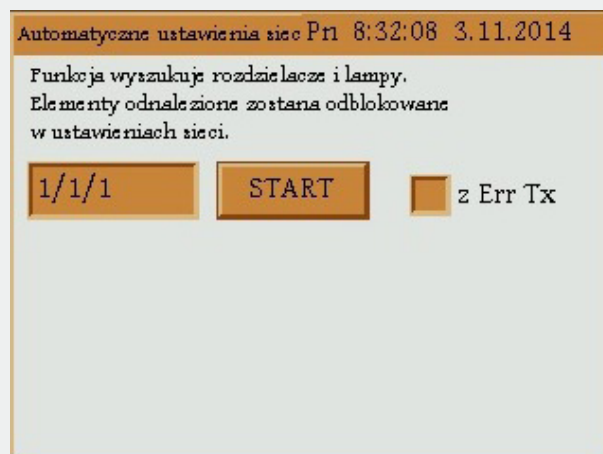 Automatyczne ustawienia siec Pn 8:32:08 3.11.2014
Funkcja wyszukuje rozdzielacze i lampy.
Elementy odnalezione zostana odblokowane
w ustawieniach sieci.
1/1/1 START z Err Tx